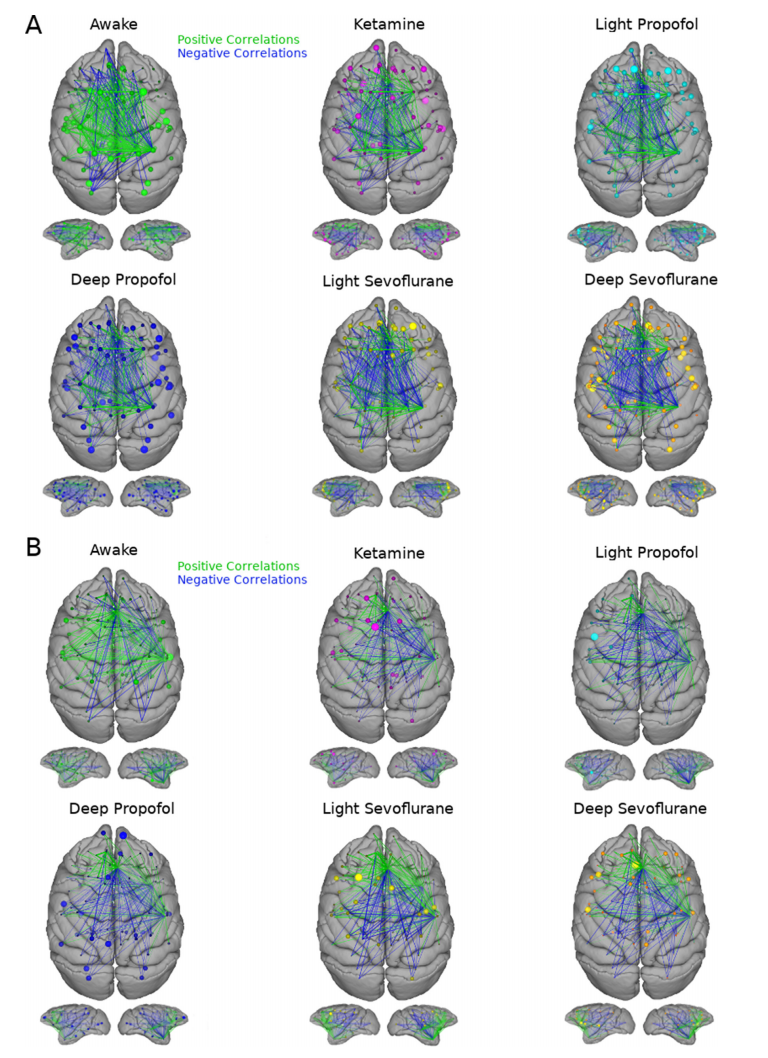 A
Awake
Ketamine
Light Propofol
Positive Correlations
Negative Correlations
Deep Propofol
Light Sevoflurane
Deep Sevoflurane
B
Awake
Ketamine
Light Propofol
Positive Correlations
Negative Correlations
Deep Propofol
Light Sevoflurane
Deep Sevoflurane